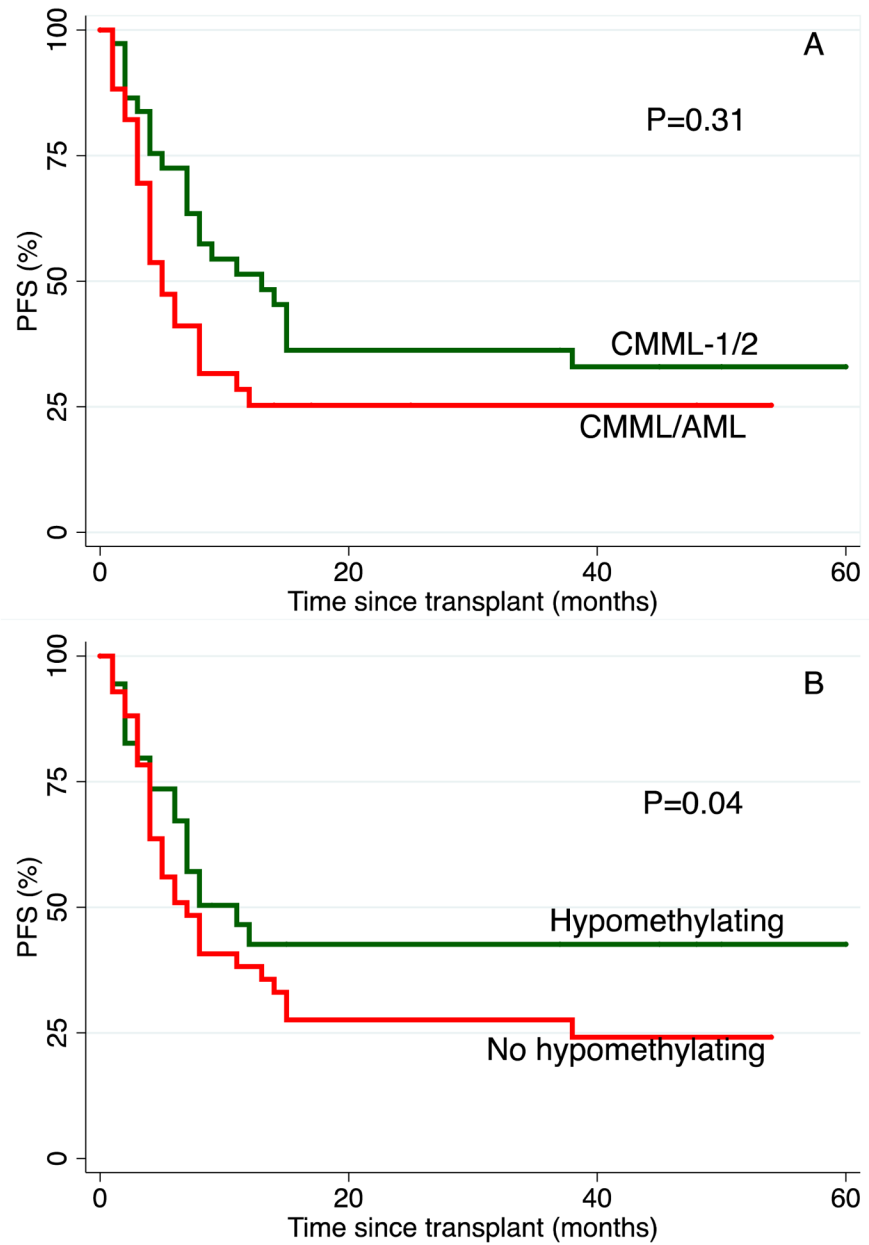 A
P=0.31
100
75
50
25
0
PFS (%)
CMML-1/2
CMML/AML
0 20 40 60
Time since transplant (months)
B
P=0.04
100
75
50
25
0
PFS (%)
Hypomethylating
No hypomethylating
0 20 40 60
Time since transplant (months)